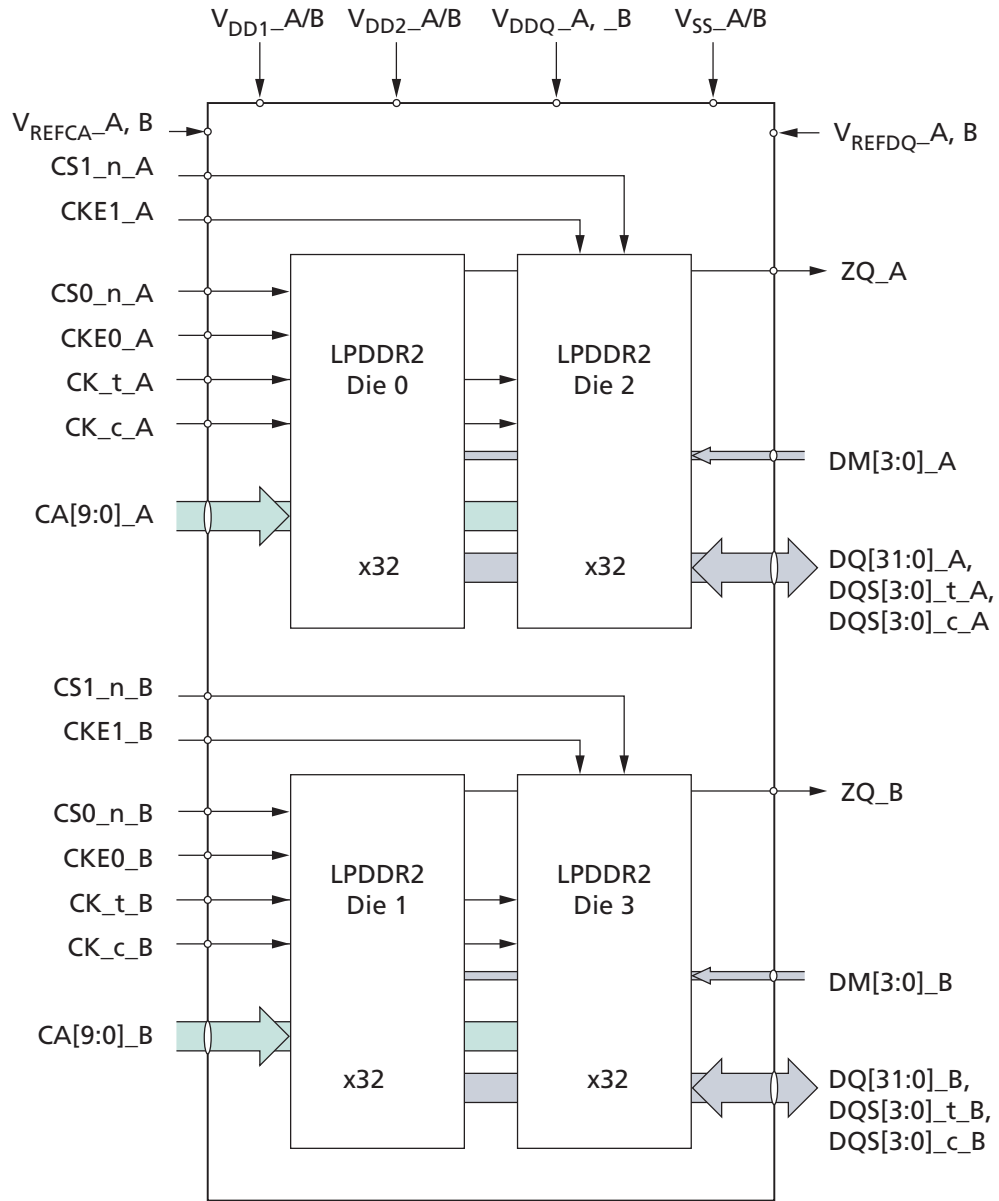 VDD1_A/B VDD2_A/B VDDQ_A, _B VSS_A/B
VREFCA_A, B
VREFDQ_A, B
CS1_n_A
CKE1_A
CS0_n_A
CKE0_A
CK_t_A
CK_c_A
CA[9:0]_A
LPDDR2
Die 0
x32
LPDDR2
Die 2
x32
ZQ_A
DM[3:0]_A
DQ[31:0]_A,
DQS[3:0]_t_A,
DQS[3:0]_c_A
CS1_n_B
CKE1_B
CS0_n_B
CKE0_B
CK_t_B
CK_c_B
CA[9:0]_B
LPDDR2
Die 1
x32
LPDDR2
Die 3
x32
ZQ_B
DM[3:0]_B
DQ[31:0]_B,
DQS[3:0]_t_B,
DQS[3:0]_c_B